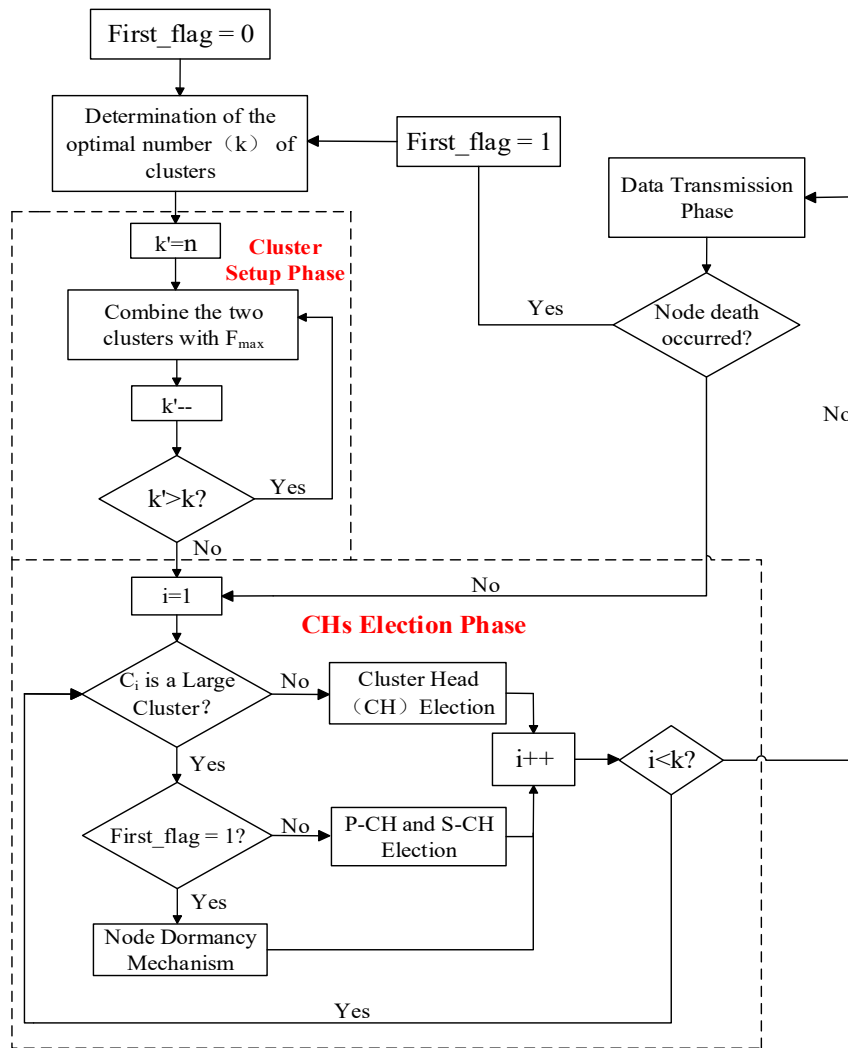 First_flag = 0
Determination of the
optimal number（k） of
clusters
First_flag = 1
Data Transmission
Phase
k'=n
Cluster
Setup Phase
Combine the two
clusters with Fmax
Yes
Node death
occurred?
k'--
No
k'>k?
Yes
No
i=1
No
CHs Election Phase
Ci is a Large
Cluster?
No
Cluster Head
（CH）Election
i++
i<k?
Yes
First_flag = 1?
No
P-CH and S-CH
Election
Yes
Node Dormancy
Mechanism
Yes